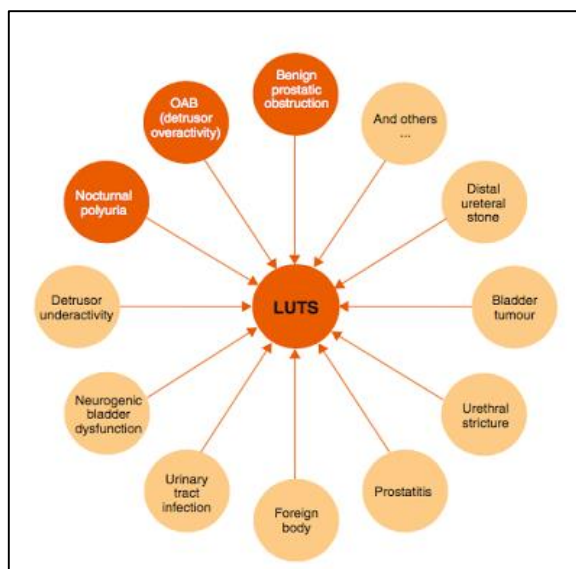 Benign
prostatic
obstruction
And others
...
Distal
ureteral
stone
Bladder
tumour
Urethral
stricture
Prostatitis
Foreign
body
Urinary
tract
infection
Neurogenic
bladder
dysfunction
Detrusor
underactivity
Nocturnal
polyuria
OAB
(detrusor
overactivity)
LUTS